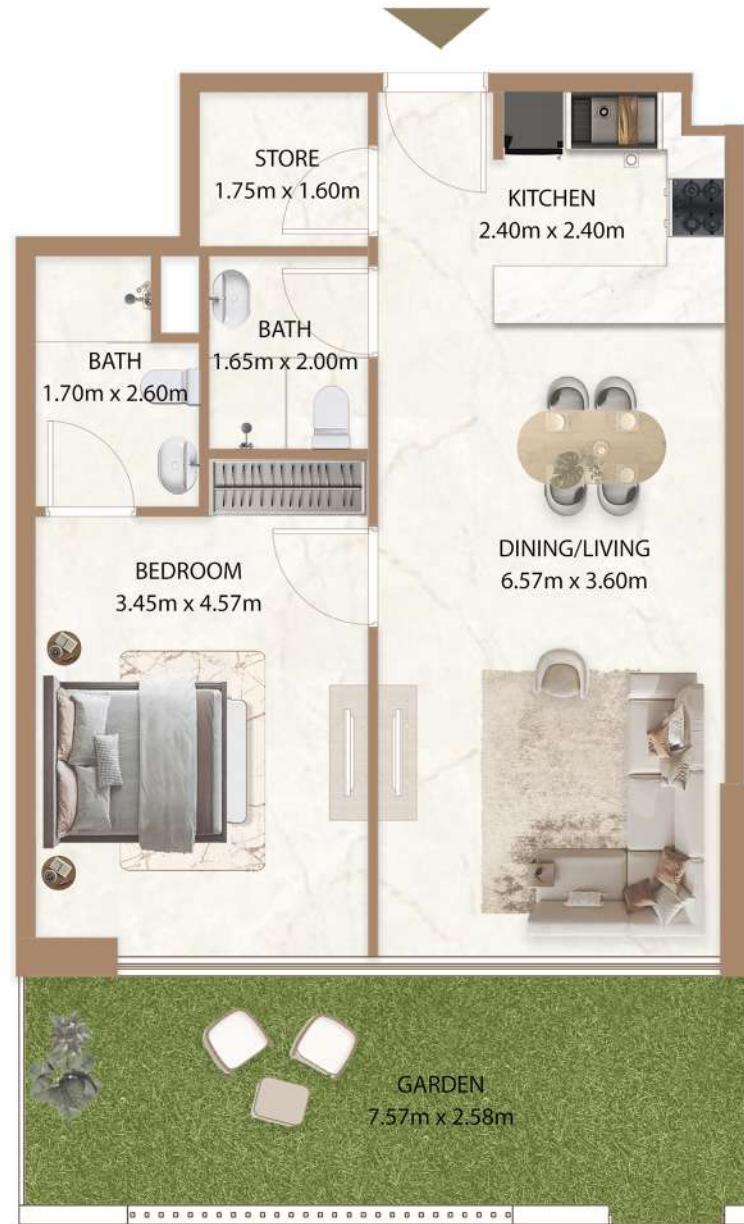 STORE
1.75m x 1.60m
KITCHEN
2.40m x 2.40m
BATH
1.65m x 2.00m
BATH
1.70m x 2.60m
DINING/LIVING
6.57m x 3.60m
BEDROOM
3.45m x 4.57m
GARDEN
7.57m x 2.58m